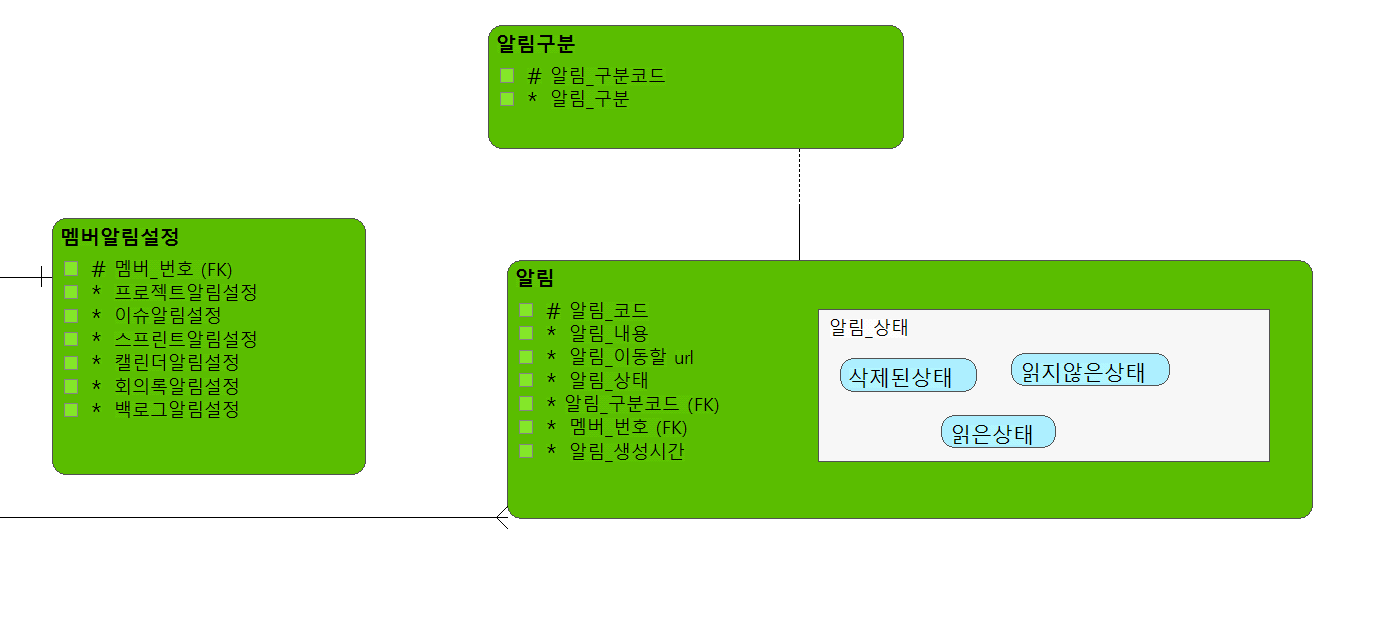 알림구분
# 알림_구분코드
* 알림_구분
멤버알림설정
# 멤버_번호 (FK)
* 프로젝트알림설정
* 이슈알림설정
* 스프린트알림설정
* 캘린더알림설정
* 회의록알림설정
* 백로그알림설정
알림
# 알림_코드
* 알림_내용
* 알림_이동할 url
* 알림_상태
* 알림_구분코드 (FK)
* 멤버_번호 (FK)
* 알림_생성시간
알림_상태
삭제된상태
읽지않은상태
읽은상태